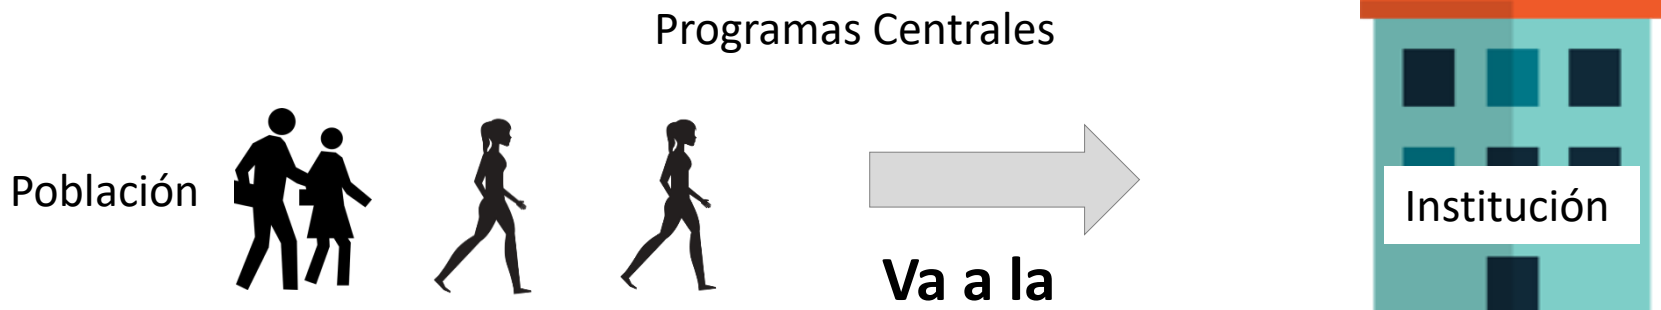 Programas Centrales
Población
Institución
Va a la